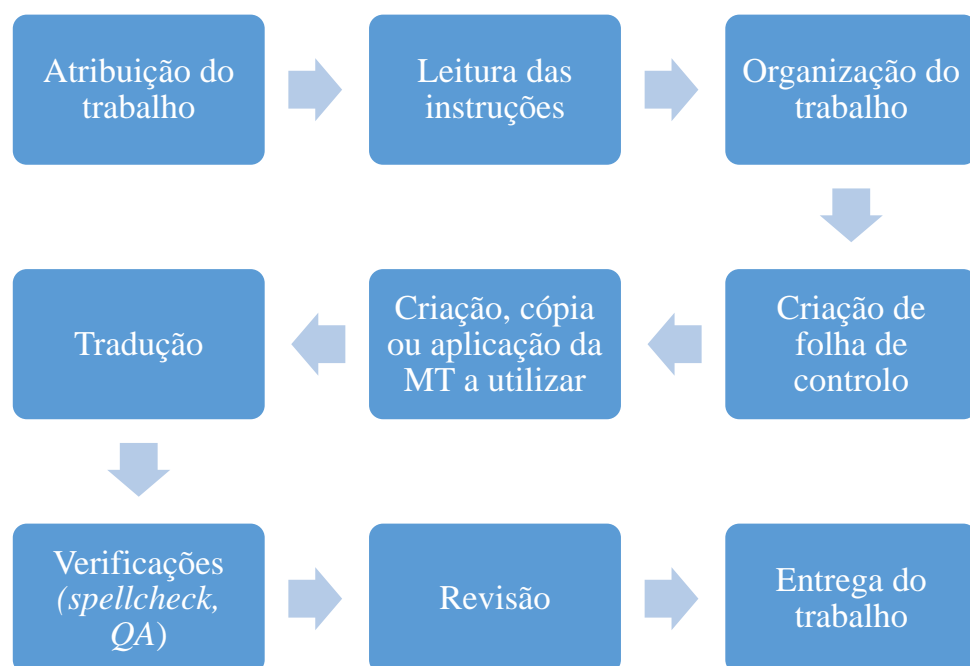 Atribuição do
trabalho
Leitura das
instruções
Organização do
trabalho
Criação de
folha de
controlo
Criação, cópia
ou aplicação da
MT a utilizar
Tradução
Verificações
(spellcheck,
QA)
Revisão
Entrega do
trabalho